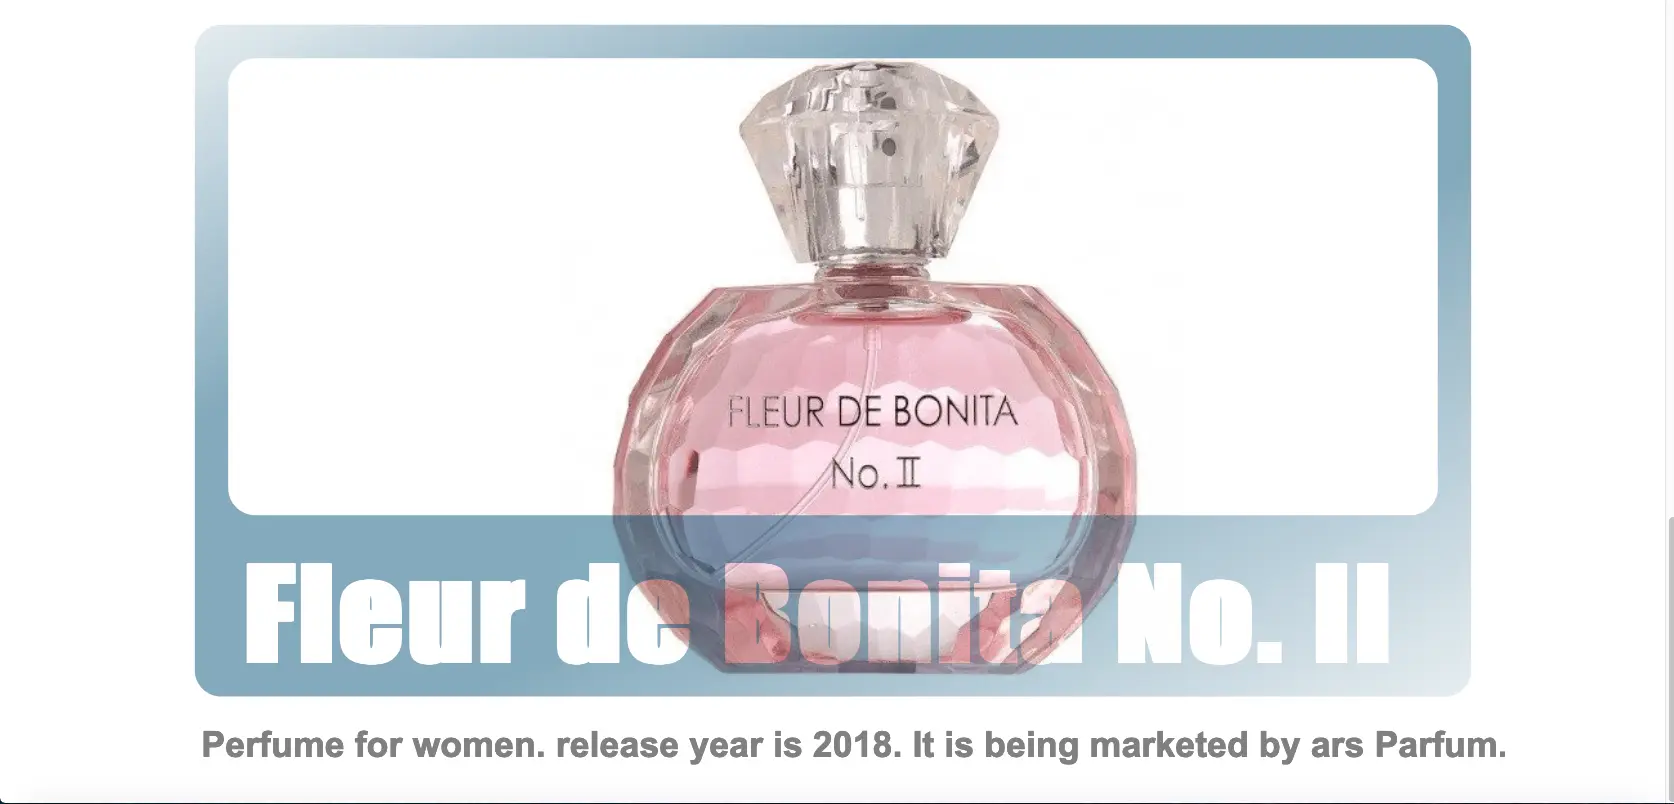 FLEUR DE BONITA
No. II
Fleur de Bonita No. II
Perfume for women. release year is 2018. It is being marketed by ars Parfum.